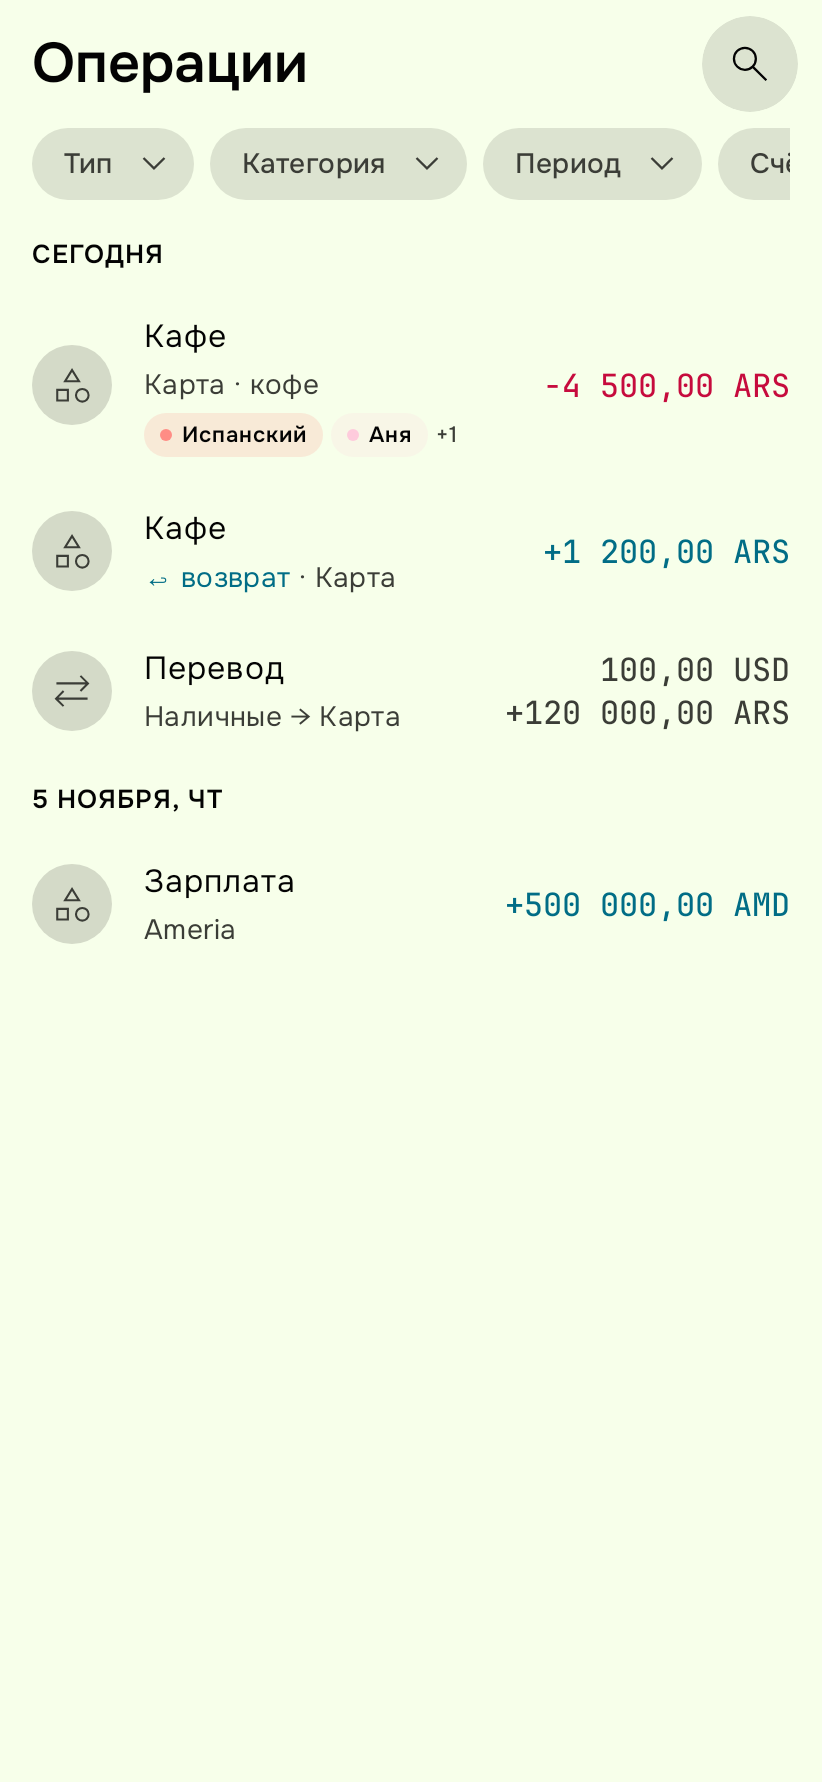 Операции
Тип
Категория
Период
Счё
СЕГОДНЯ
Кафе
Карта · кофе
-4 500,00 ARS
Испанский
Аня
+1
Кафе
↩ возврат · Карта
+1 200,00 ARS
Перевод
100,00 USD
Наличные → Карта
+120 000,00 ARS
5 НОЯБРЯ, ЧТ
Зарплата
+500 000,00 AMD
Ameria